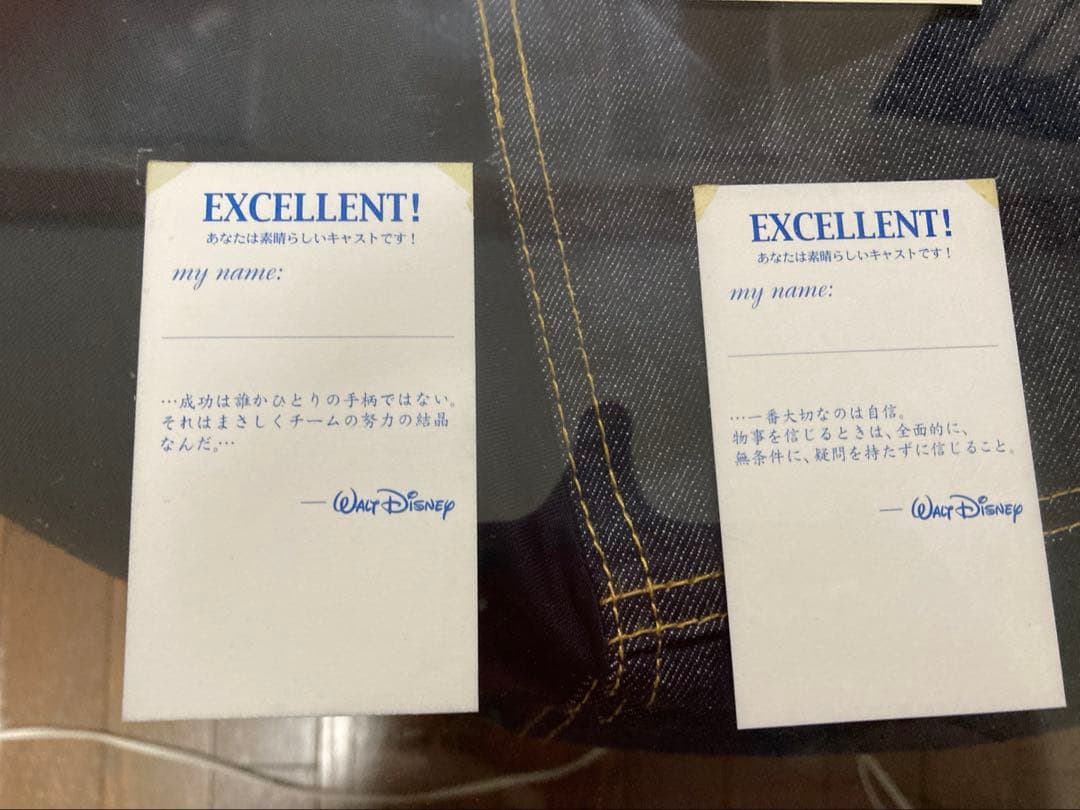 EXCELLENT!
あなたは素晴らしいキャストです!
my name:
…成功は誰かひとりの手柄ではない。
それはまさしくチームの努力の結晶
なんだ。…
— WALT DISNEY
EXCELLENT!
あなたは素晴らしいキャストです!
my name:
…一番大切なのは自信。
物事を信じるときは、全面的に、
無条件に、疑問を持たずに信じること。
— WALT DISNEY